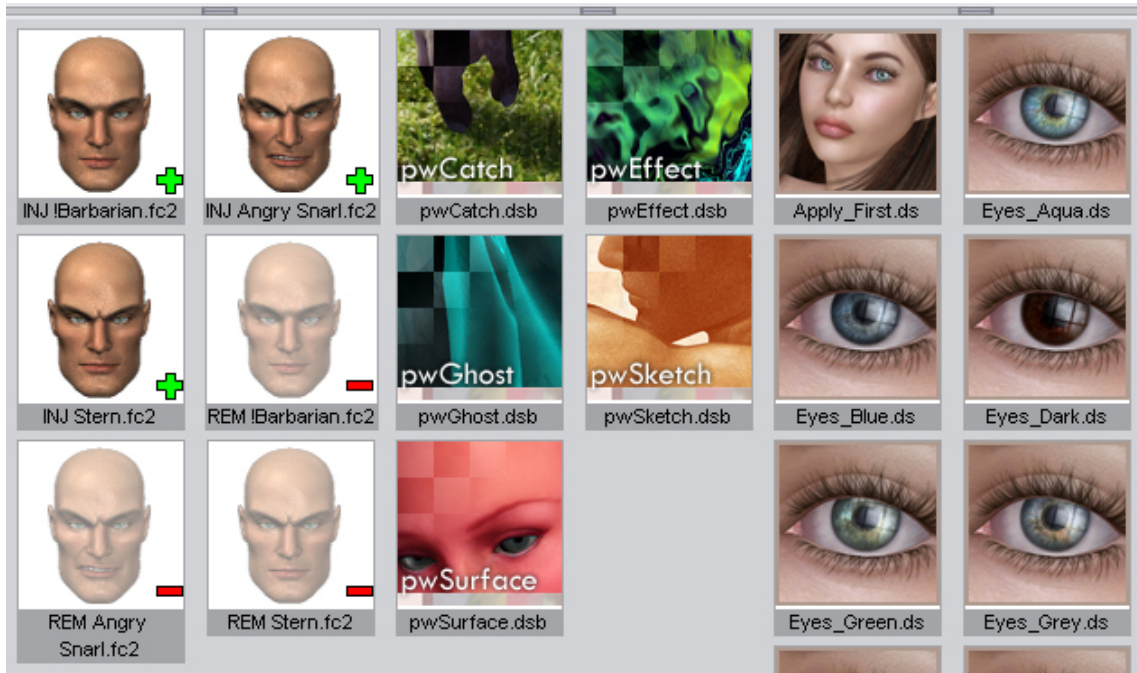 INJ !Barbarian.fc2
INJ Angry Snarl.fc2
pwCatch
pwCatch.dsb
pwEffect
pwEffect.dsb
Apply_First.ds
Eyes_Aqua.ds
INJ Stern.fc2
REM !Barbarian.fc2
pwGhost
pwGhost.dsb
pwSketch
pwSketch.dsb
Eyes_Blue.ds
Eyes_Dark.ds
REM Angry
Snarl.fc2
REM Stern.fc2
pwSurface
pwSurface.dsb
Eyes_Green.ds
Eyes_Grey.ds